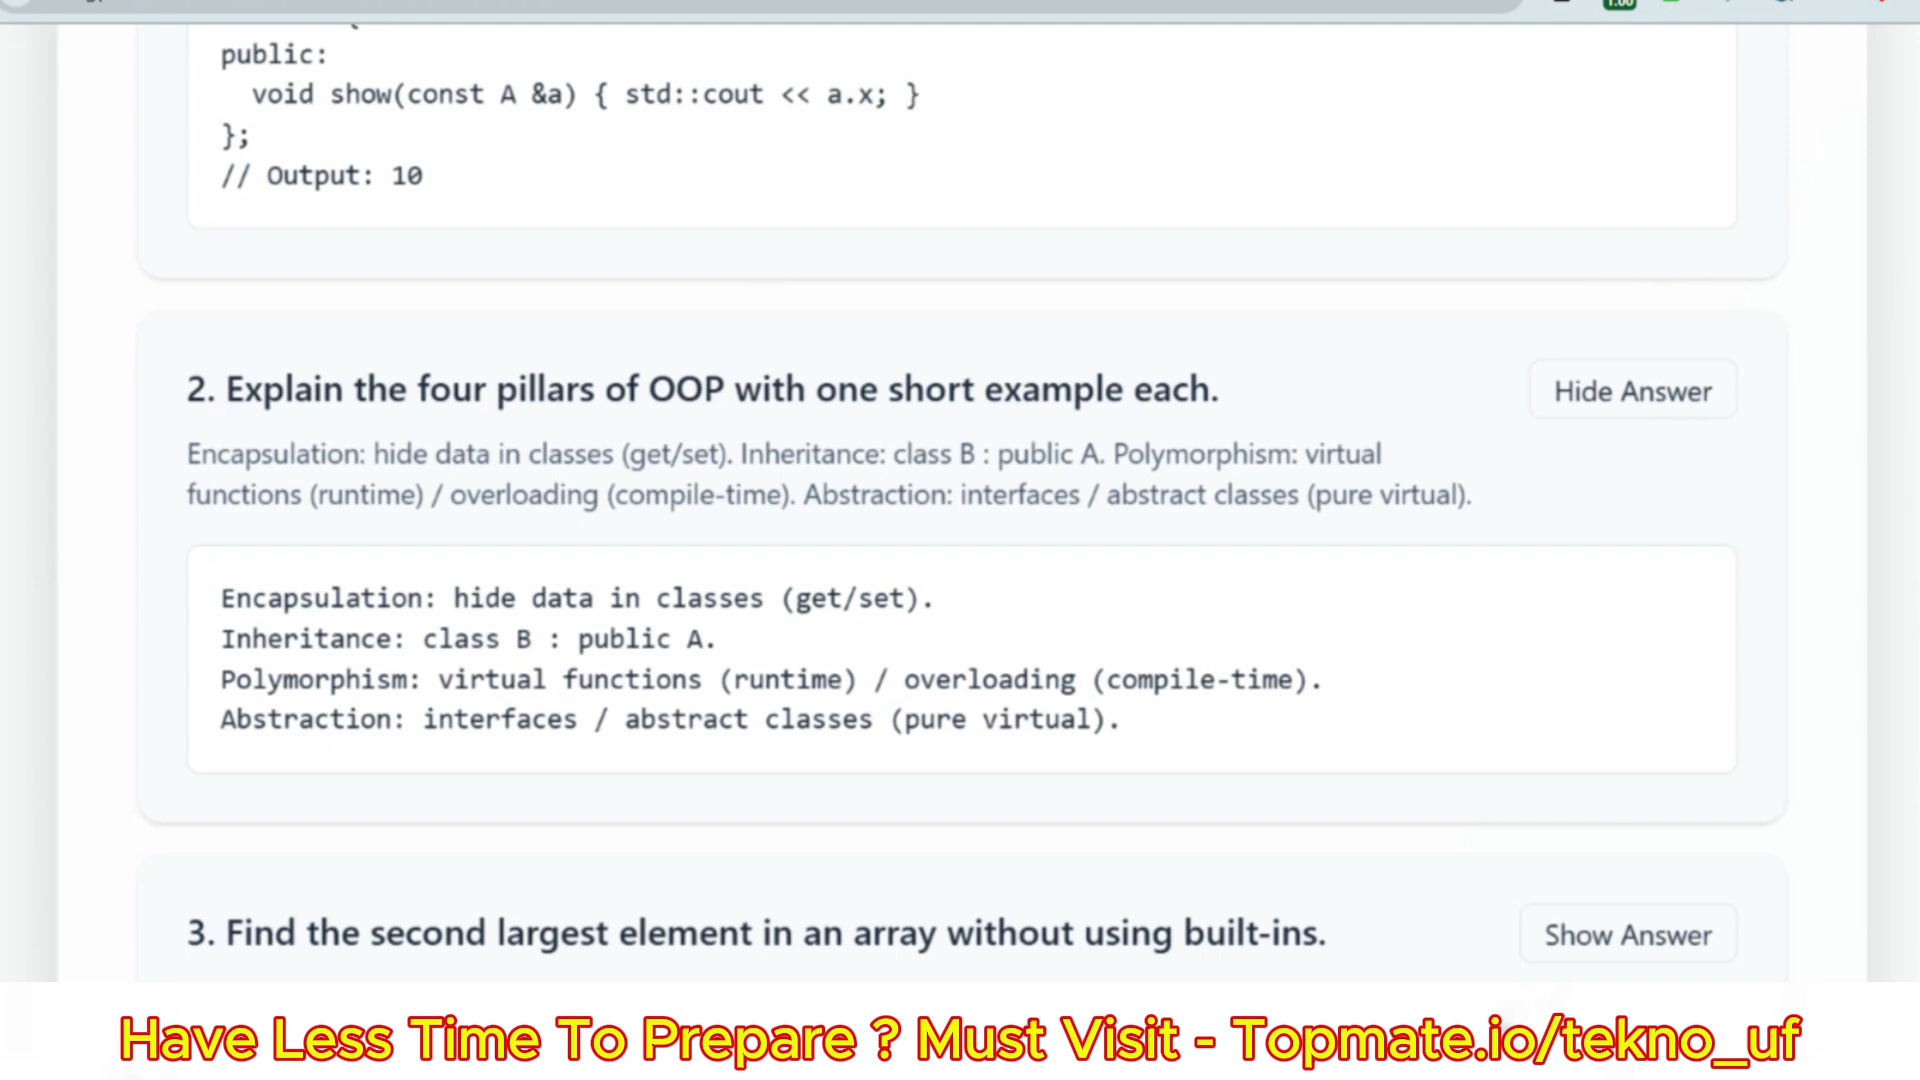 1.00
public:
void show(const A &a) { std::cout << a.x; }
};
// Output: 10
2. Explain the four pillars of OOP with one short example each.
Hide Answer
Encapsulation: hide data in classes (get/set). Inheritance: class B : public A. Polymorphism: virtual
functions (runtime) / overloading (compile-time). Abstraction: interfaces / abstract classes (pure virtual).
Encapsulation: hide data in classes (get/set).
Inheritance: class B : public A.
Polymorphism: virtual functions (runtime) / overloading (compile-time).
Abstraction: interfaces / abstract classes (pure virtual).
3. Find the second largest element in an array without using built-ins.
Show Answer
Have Less Time To Prepare ? Must Visit - Topmate.io/tekno_uf